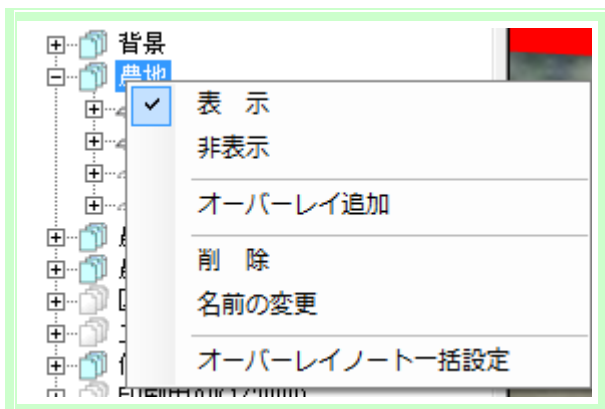 背景
農地
表　示
非表示
オーバーレイ追加
削　除
名前の変更
オーバーレイノート一括設定